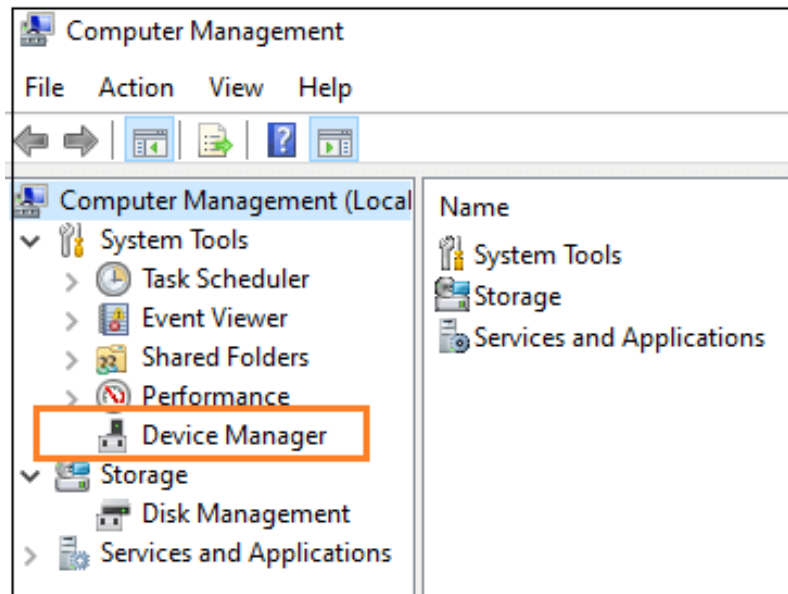 Computer Management
File Action View Help
Computer Management (Local
System Tools
Task Scheduler
Event Viewer
Shared Folders
Performance
Device Manager
Storage
Disk Management
Services and Applications
Name
System Tools
Storage
Services and Applications